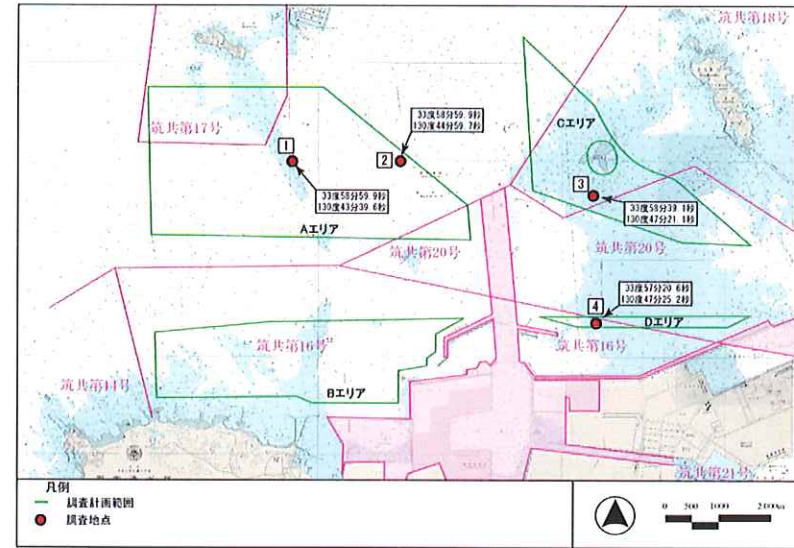 筑共第18号
筑共第17号
Cエリア
33度58分59.9秒
130度44分59.7秒
1
2
3
33度58分59.9秒
130度43分39.6秒
33度58分39.1秒
130度47分21.1秒
Aエリア
筑共第20号
筑共第20号
33度57分20.6秒
130度47分25.2秒
4
Dエリア
筑共第16号
筑共第16号
筑共第14号
Bエリア
筑共第21号
凡例
調査計画範囲
調査地点
0 500 1000 2000m